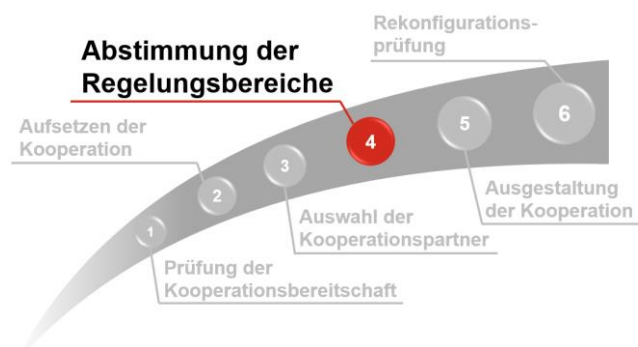 Rekonfigurations-
prüfung
Abstimmung der
Regelungsbereiche
Aufsetzen der
Kooperation
1
2
3
4
5
6
Ausgestaltung
der Kooperation
Auswahl der
Kooperationspartner
Prüfung der
Kooperationsbereitschaft